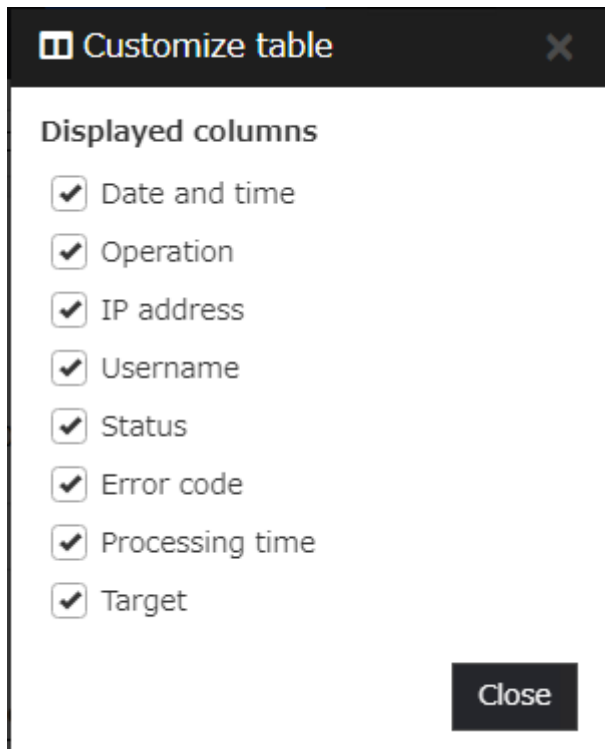 Customize table
Displayed columns
Date and time
Operation
IP address
Username
Status
Error code
Processing time
Target
Close